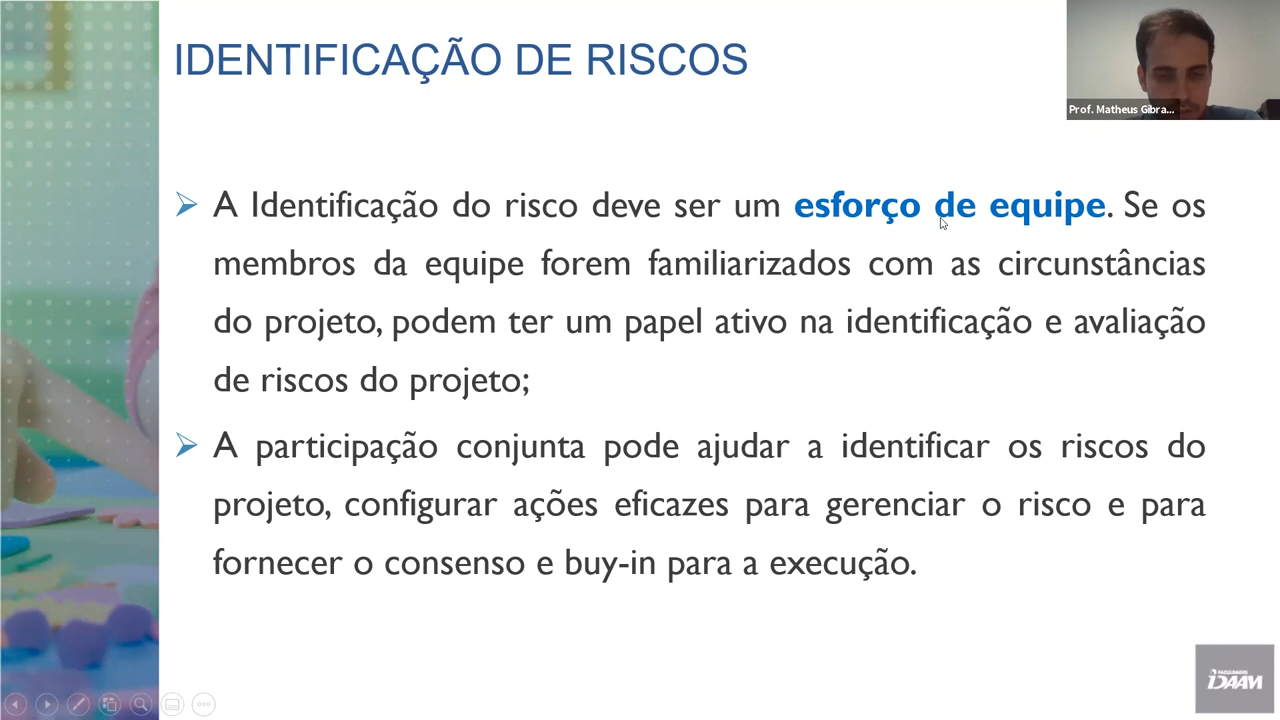 IDENTIFICAÇÃO DE RISCOS
Prof. Matheus Gibra...
A Identificação do risco deve ser um esforço de equipe. Se os
membros da equipe forem familiarizados com as circunstâncias
do projeto, podem ter um papel ativo na identificação e avaliação
de riscos do projeto;
A participação conjunta pode ajudar a identificar os riscos do
projeto, configurar ações eficazes para gerenciar o risco e para
fornecer o consenso e buy-in para a execução.
FACULDADES
IDAAM